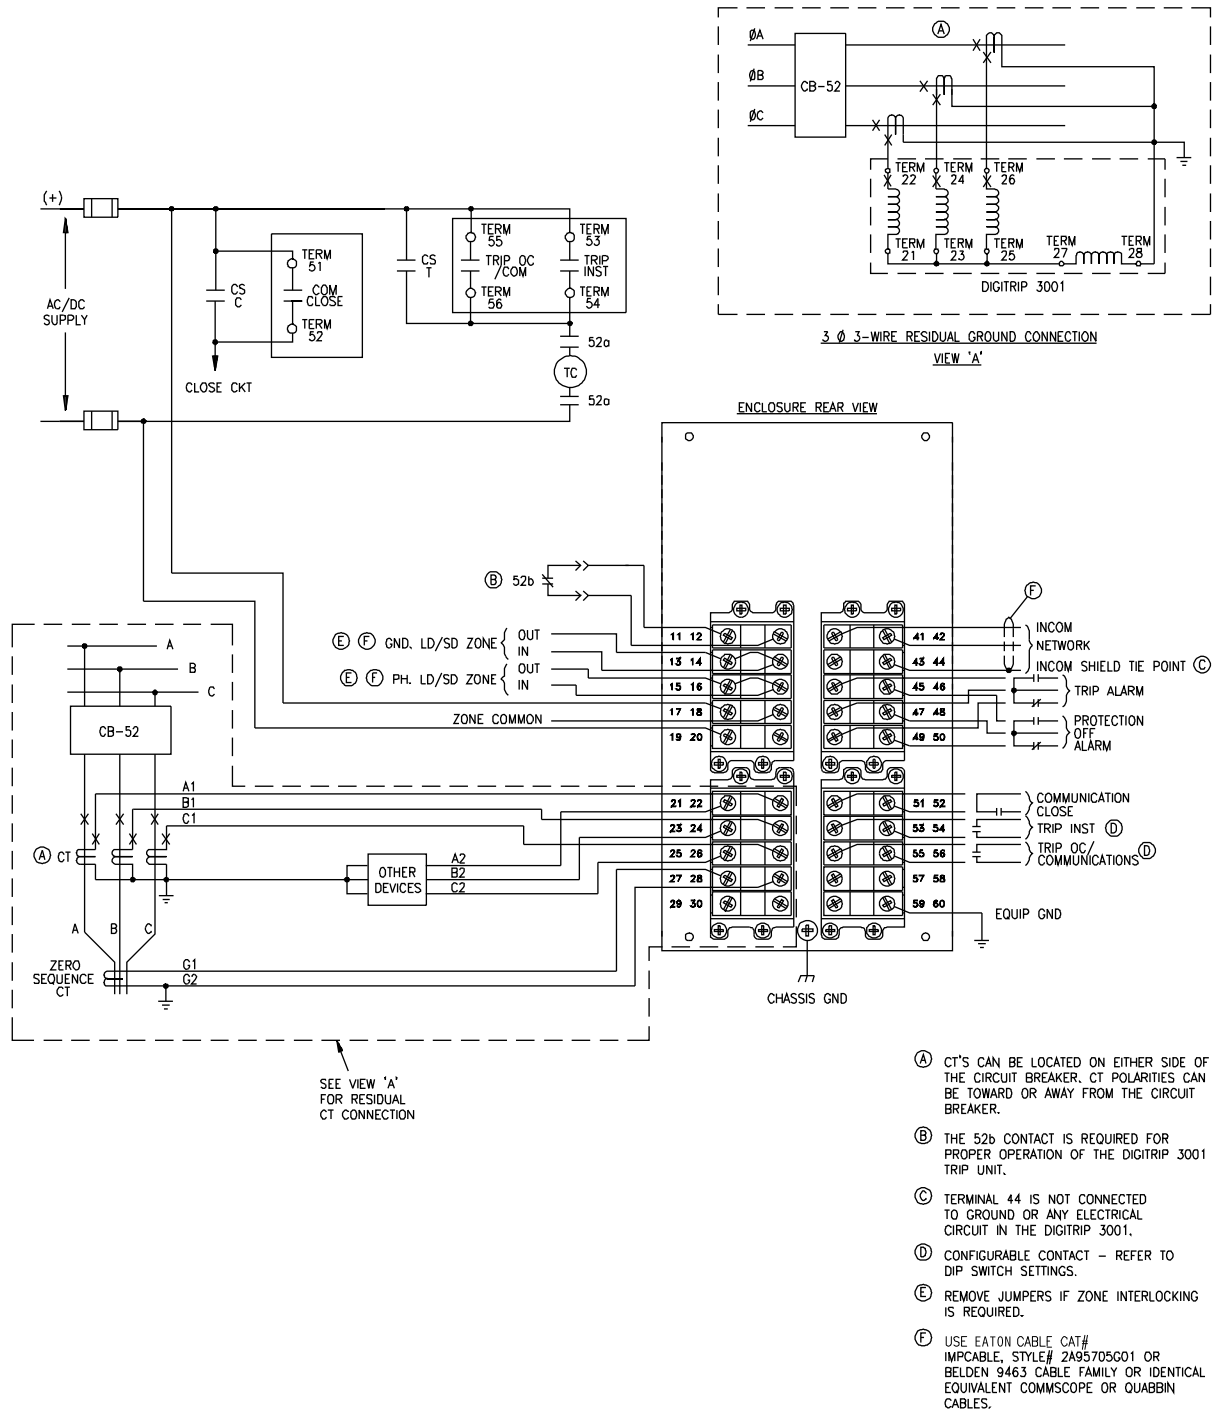 Ⓐ
ØA
ØB
CB-52
ØC
TERM 22
TERM 24
TERM 26
TERM 21
TERM 23
TERM 25
TERM 27
TERM 28
DIGITRIP 3001
3 Ø 3-WIRE RESIDUAL GROUND CONNECTION
VIEW 'A'
(+)
AC/DC
SUPPLY
CS
C
TERM
51
COM
CLOSE
TERM
52
CLOSE CKT
CS
T
TERM
55
TRIP OC
/COM
TERM
56
TERM
53
TRIP
INST
TERM
54
52a
TC
52a
ENCLOSURE REAR VIEW
Ⓑ 52b
Ⓔ Ⓕ GND. LD/SD ZONE
OUT
IN
Ⓔ Ⓕ PH. LD/SD ZONE
OUT
IN
ZONE COMMON
11 12
13 14
15 16
17 18
19 20
21 22
23 24
25 26
27 28
29 30
41 42
43 44
45 46
47 48
49 50
51 52
53 54
55 56
57 58
59 60
Ⓕ
INCOM
NETWORK
INCOM SHIELD TIE POINT Ⓒ
TRIP ALARM
PROTECTION
OFF
ALARM
COMMUNICATION
CLOSE
TRIP INST Ⓓ
TRIP OC/
COMMUNICATIONS Ⓓ
EQUIP GND
CHASSIS GND
A
B
C
CB-52
A1
B1
C1
Ⓐ CT
OTHER
DEVICES
A2
B2
C2
A B C
ZERO
SEQUENCE
CT
G1
G2
SEE VIEW 'A'
FOR RESIDUAL
CT CONNECTION
Ⓐ CT'S CAN BE LOCATED ON EITHER SIDE OF
THE CIRCUIT BREAKER. CT POLARITIES CAN
BE TOWARD OR AWAY FROM THE CIRCUIT
BREAKER.
Ⓑ THE 52b CONTACT IS REQUIRED FOR
PROPER OPERATION OF THE DIGITRIP 3001
TRIP UNIT.
Ⓒ TERMINAL 44 IS NOT CONNECTED
TO GROUND OR ANY ELECTRICAL
CIRCUIT IN THE DIGITRIP 3001.
Ⓓ CONFIGURABLE CONTACT – REFER TO
DIP SWITCH SETTINGS.
Ⓔ REMOVE JUMPERS IF ZONE INTERLOCKING
IS REQUIRED.
Ⓕ USE EATON CABLE CAT#
IMPCABLE, STYLE# 2A95705G01 OR
BELDEN 9463 CABLE FAMILY OR IDENTICAL
EQUIVALENT COMMSCOPE OR QUABBIN
CABLES.